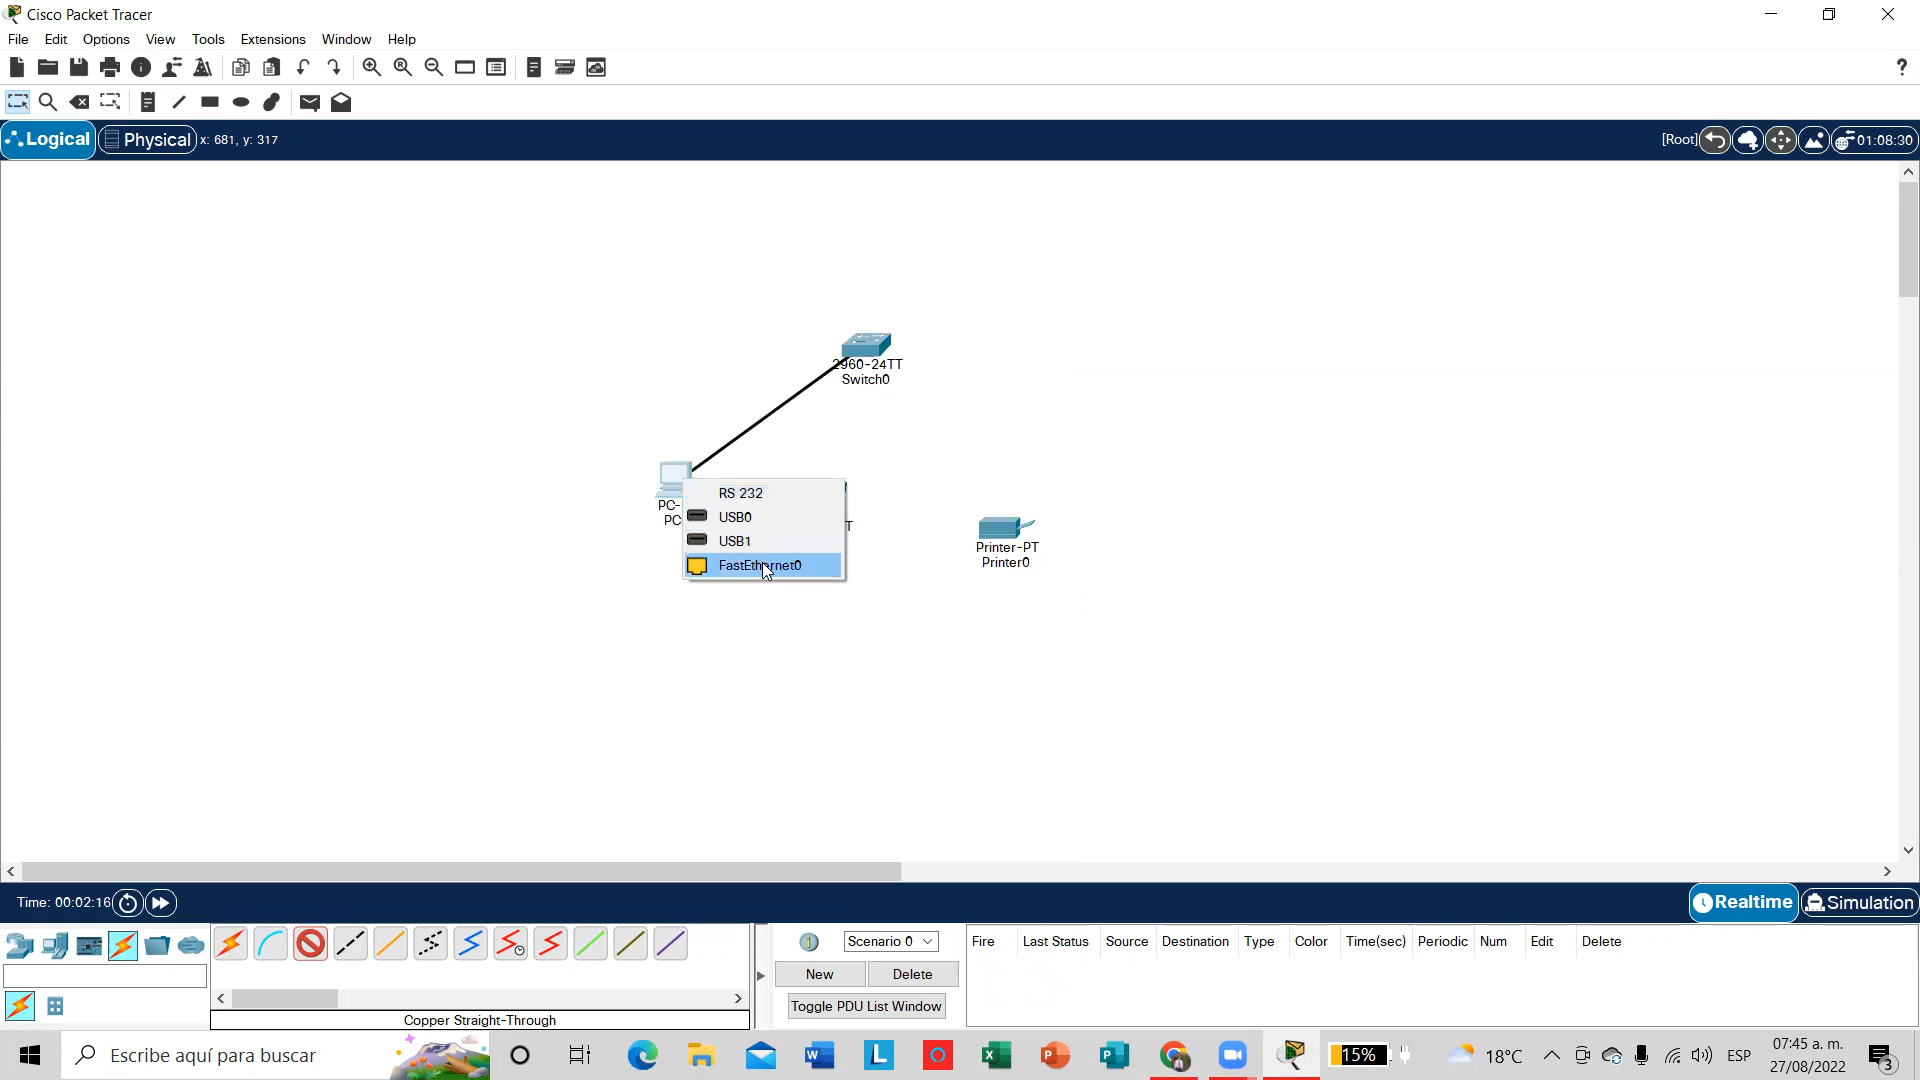 Cisco Packet Tracer
File Edit Options View Tools Extensions Window Help
?
Logical Physical x: 681, y: 317 [Root] 01:08:30
2960-24TT
Switch0
PC-
PC
RS 232
USB0
USB1
FastEthernet0
T
Printer-PT
Printer0
Time: 00:02:16 Realtime Simulation
Scenario 0
New Delete
Toggle PDU List Window
Fire Last Status Source Destination Type Color Time(sec) Periodic Num Edit Delete
Copper Straight-Through
Escribe aquí para buscar
15% 18°C ESP
07:45 a. m.
27/08/2022
3